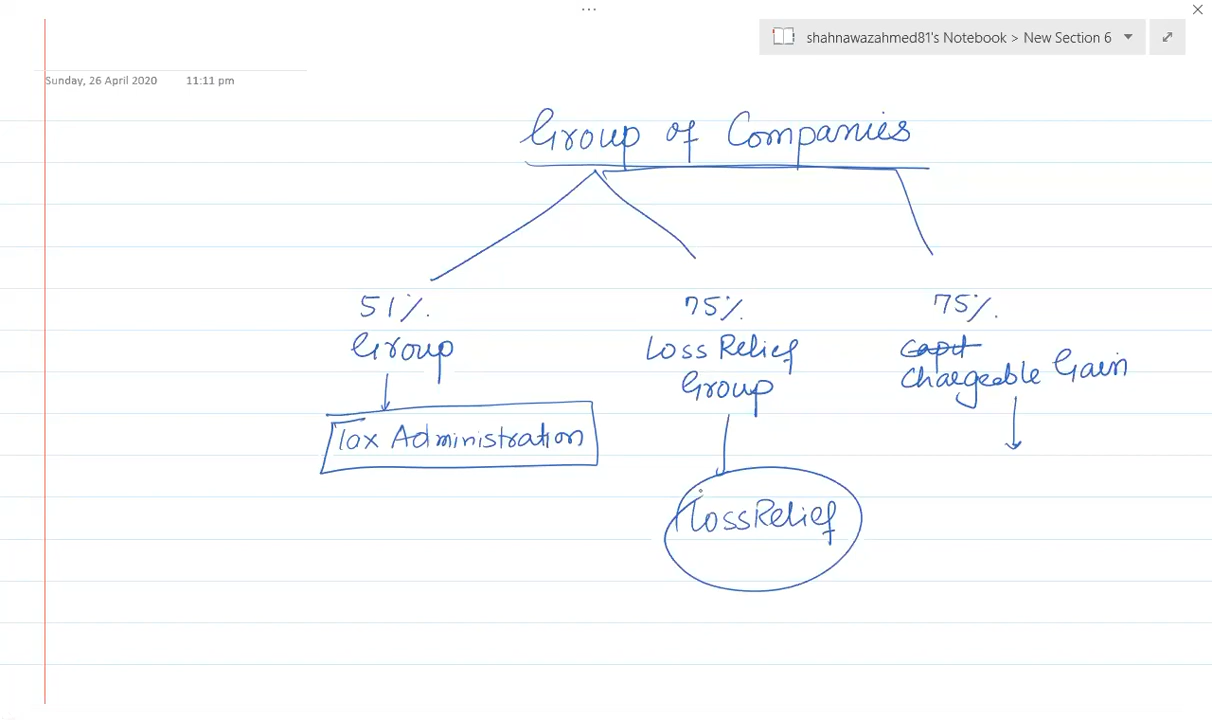 ...
shahnawazahmed81's Notebook > New Section 6
Sunday, 26 April 2020 11:11 pm
Group of Companies
51%. 75%. 75%.
Group Loss Relief Capit
Group Chargeable Gain
Tax Administration
Loss Relief